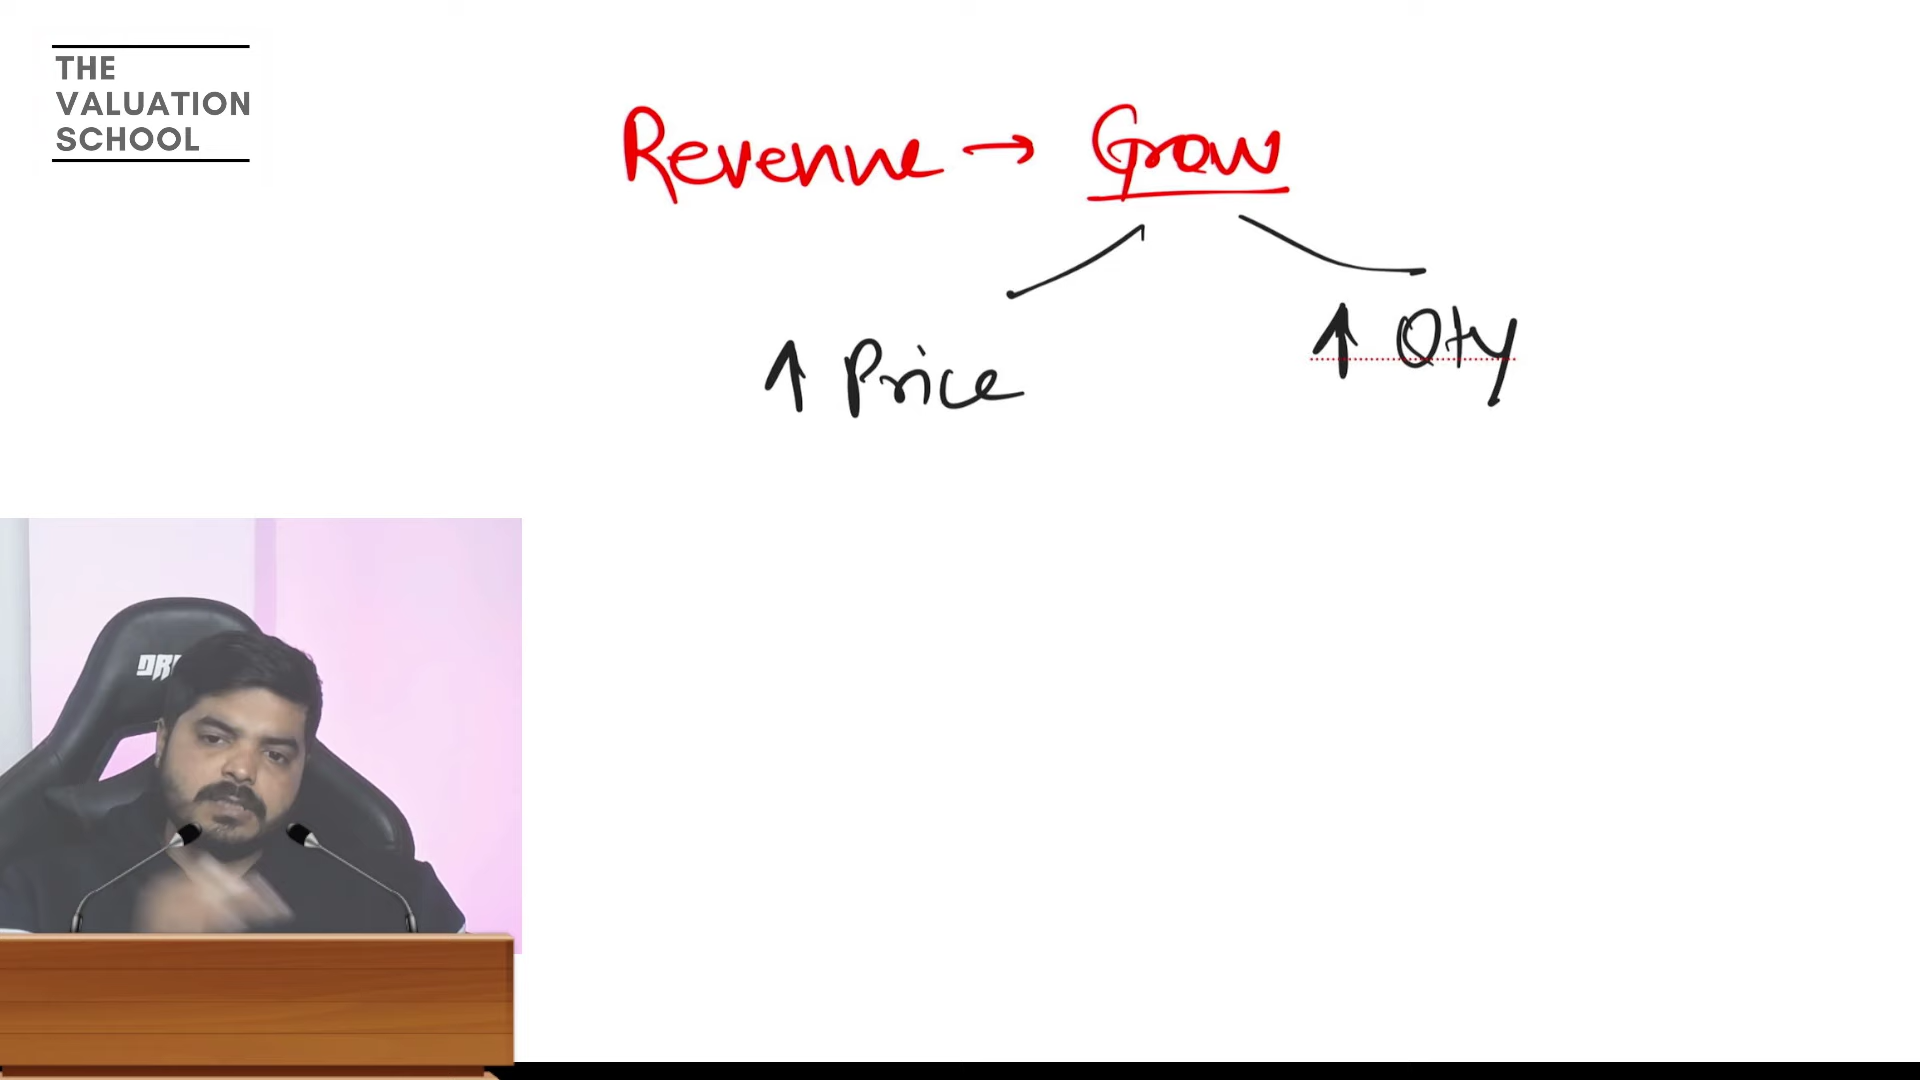 THE
VALUATION
SCHOOL
Revenue → Grow
↑ Price
↑ Qty